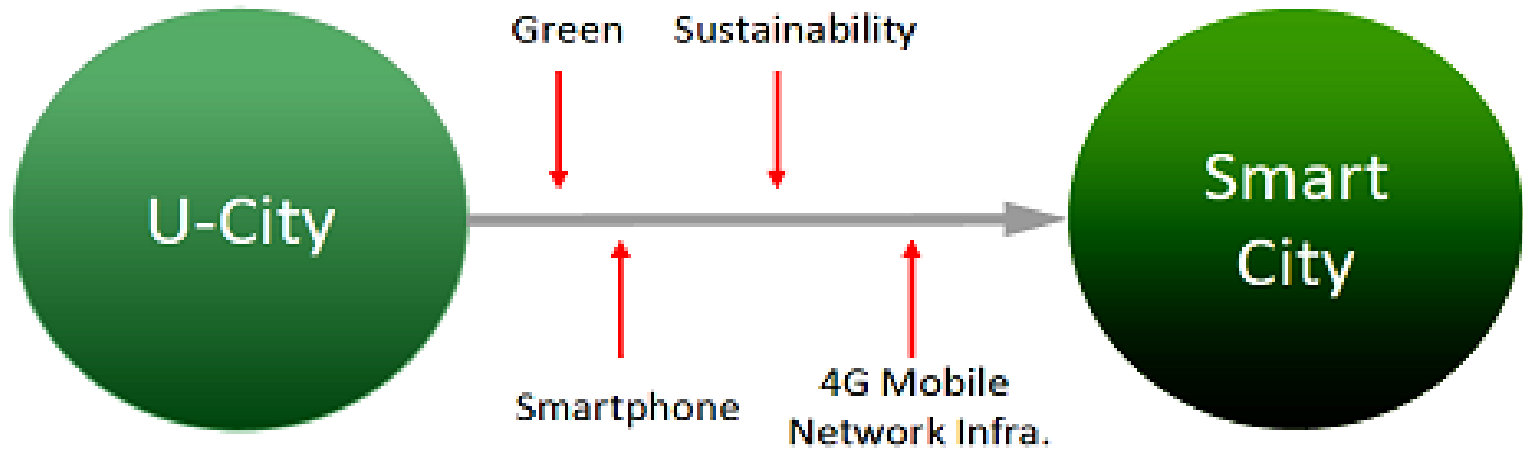 Green
Sustainability
U-City
Smart
City
Smartphone
4G Mobile
Network Infra.